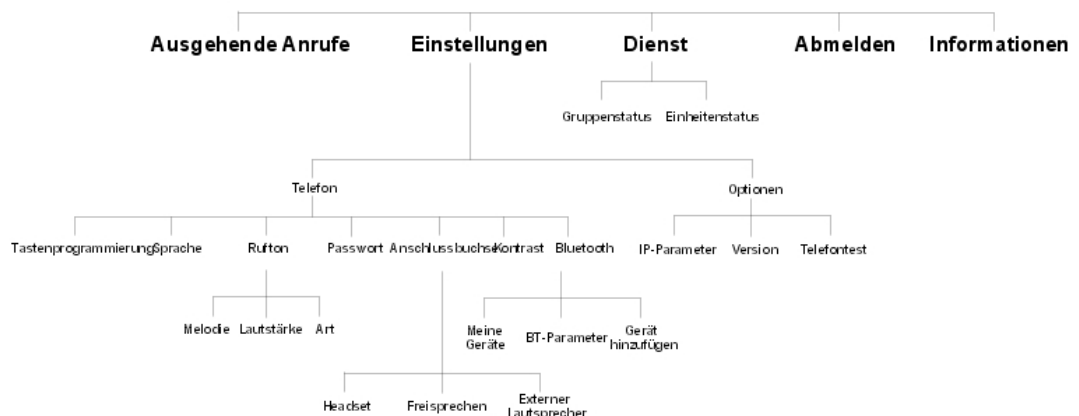 Ausgehende Anrufe Einstellungen Dienst Abmelden Informationen
Gruppenstatus Einheitenstatus
Telefon Optionen
Tastenprogrammierung Sprache Rufton Passwort Anschlussbuchse Kontrast Bluetooth IP-Parameter Version Telefontest
Melodie Lautstärke Art Meine Geräte BT-Parameter Gerät hinzufügen
Headset Freisprechen Externer Lautsprecher